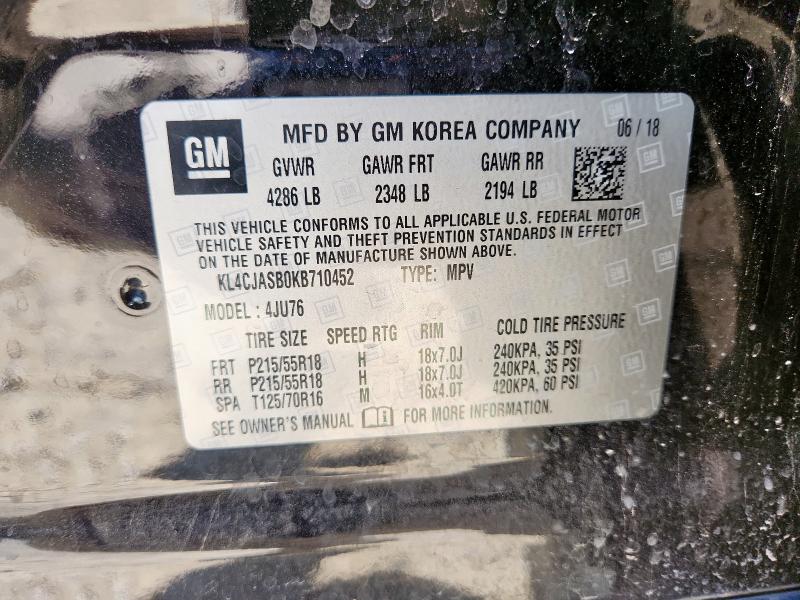 GM MFD BY GM KOREA COMPANY 06 / 18
GVWR GAWR FRT GAWR RR
4286 LB 2348 LB 2194 LB
THIS VEHICLE CONFORMS TO ALL APPLICABLE U.S. FEDERAL MOTOR
VEHICLE SAFETY AND THEFT PREVENTION STANDARDS IN EFFECT
ON THE DATE OF MANUFACTURE SHOWN ABOVE.
KL4CJASB0KB710452 TYPE: MPV
MODEL : 4JU76
TIRE SIZE SPEED RTG RIM COLD TIRE PRESSURE
FRT P215/55R18 H 18x7.0J 240KPA, 35 PSI
RR P215/55R18 H 18x7.0J 240KPA, 35 PSI
SPA T125/70R16 M 16x4.0T 420KPA, 60 PSI
SEE OWNER'S MANUAL FOR MORE INFORMATION.